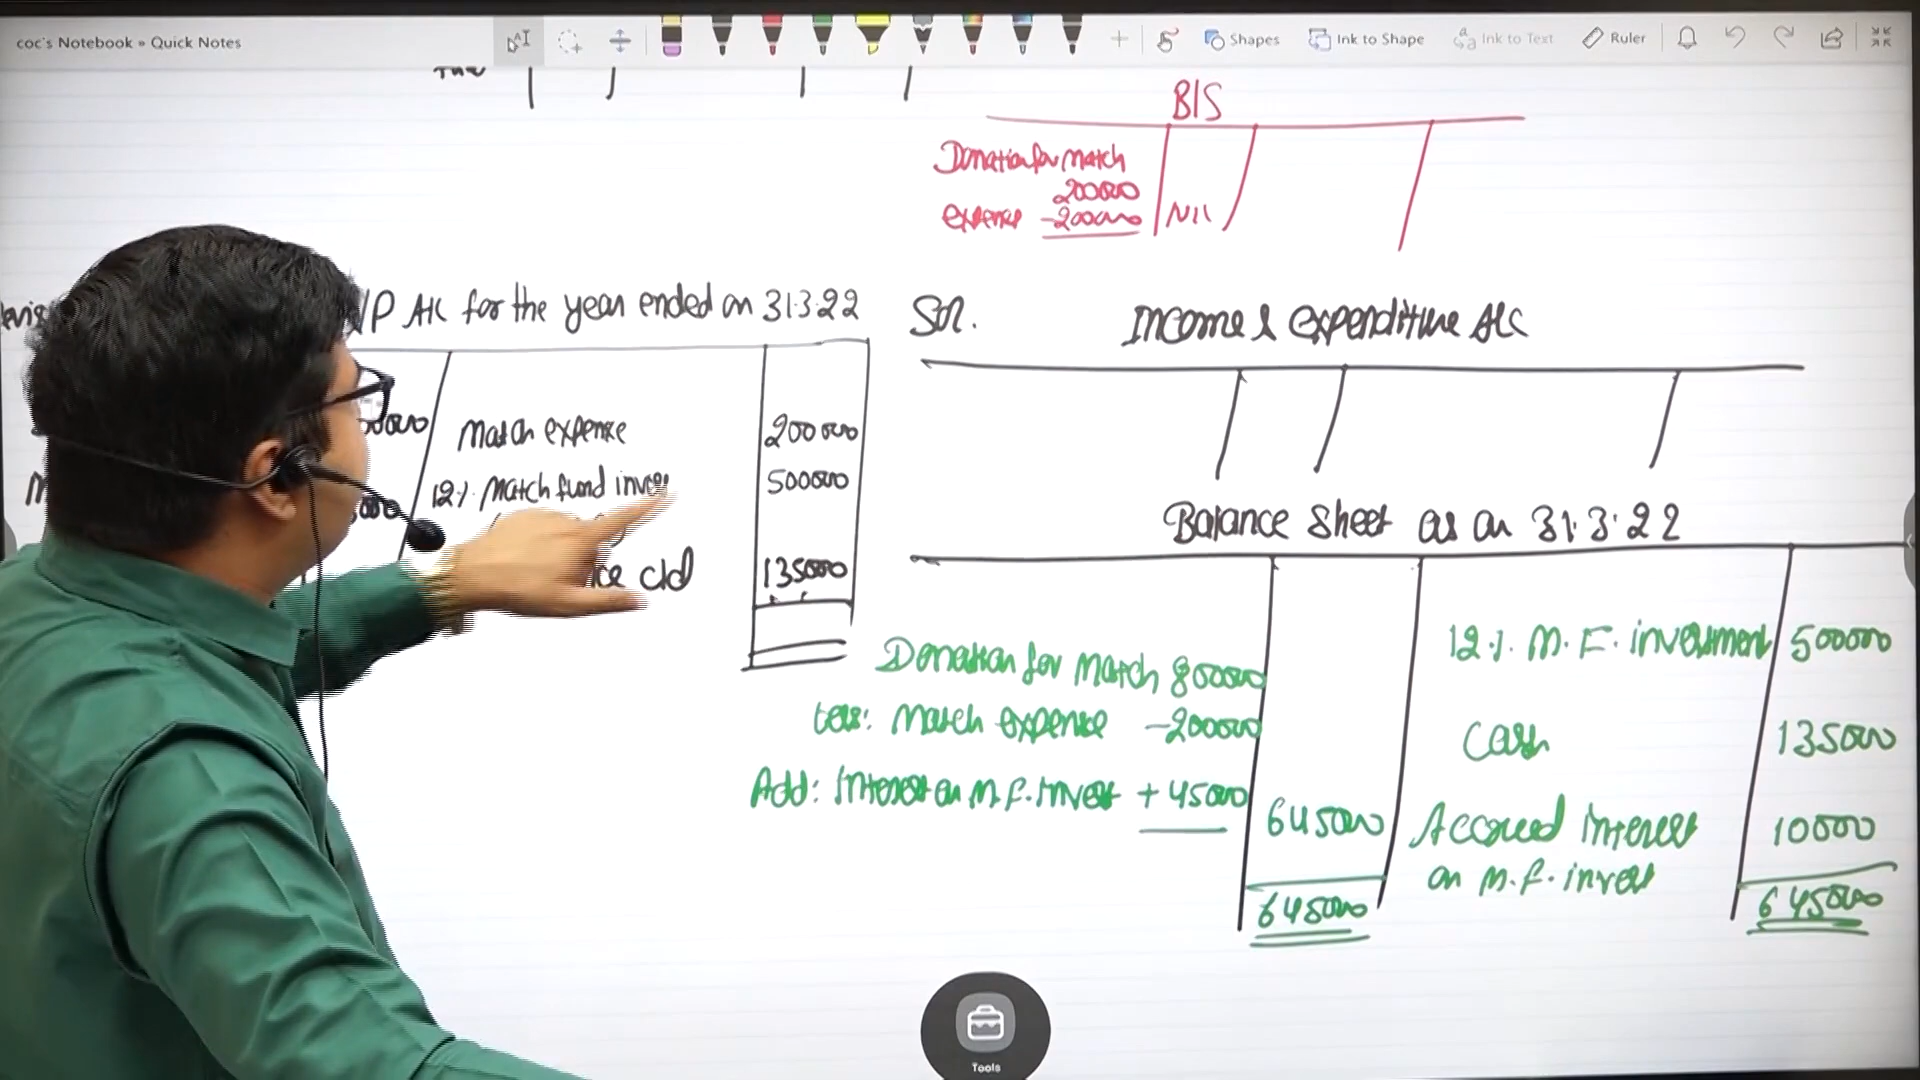 coc's Notebook » Quick Notes
Shapes
Ink to Shape
Ink to Text
Ruler
B/S
Donation for match
200000
expense -200000
Nil
/P A/c for the year ended on 31.3.22
Match expense 200000
12% Match fund inves 500000
ce c/d 135000
Sol.
Income & expenditure A/c
Balance Sheet as on 31.3.22
Donation for Match 800000
Less: Match expense -200000
Add: Interest on M.F. Invest +45000
645000
645000
12% M.F. investment 500000
Cash 135000
Accrued interest
on M.F. invest
10000
645000
Tools